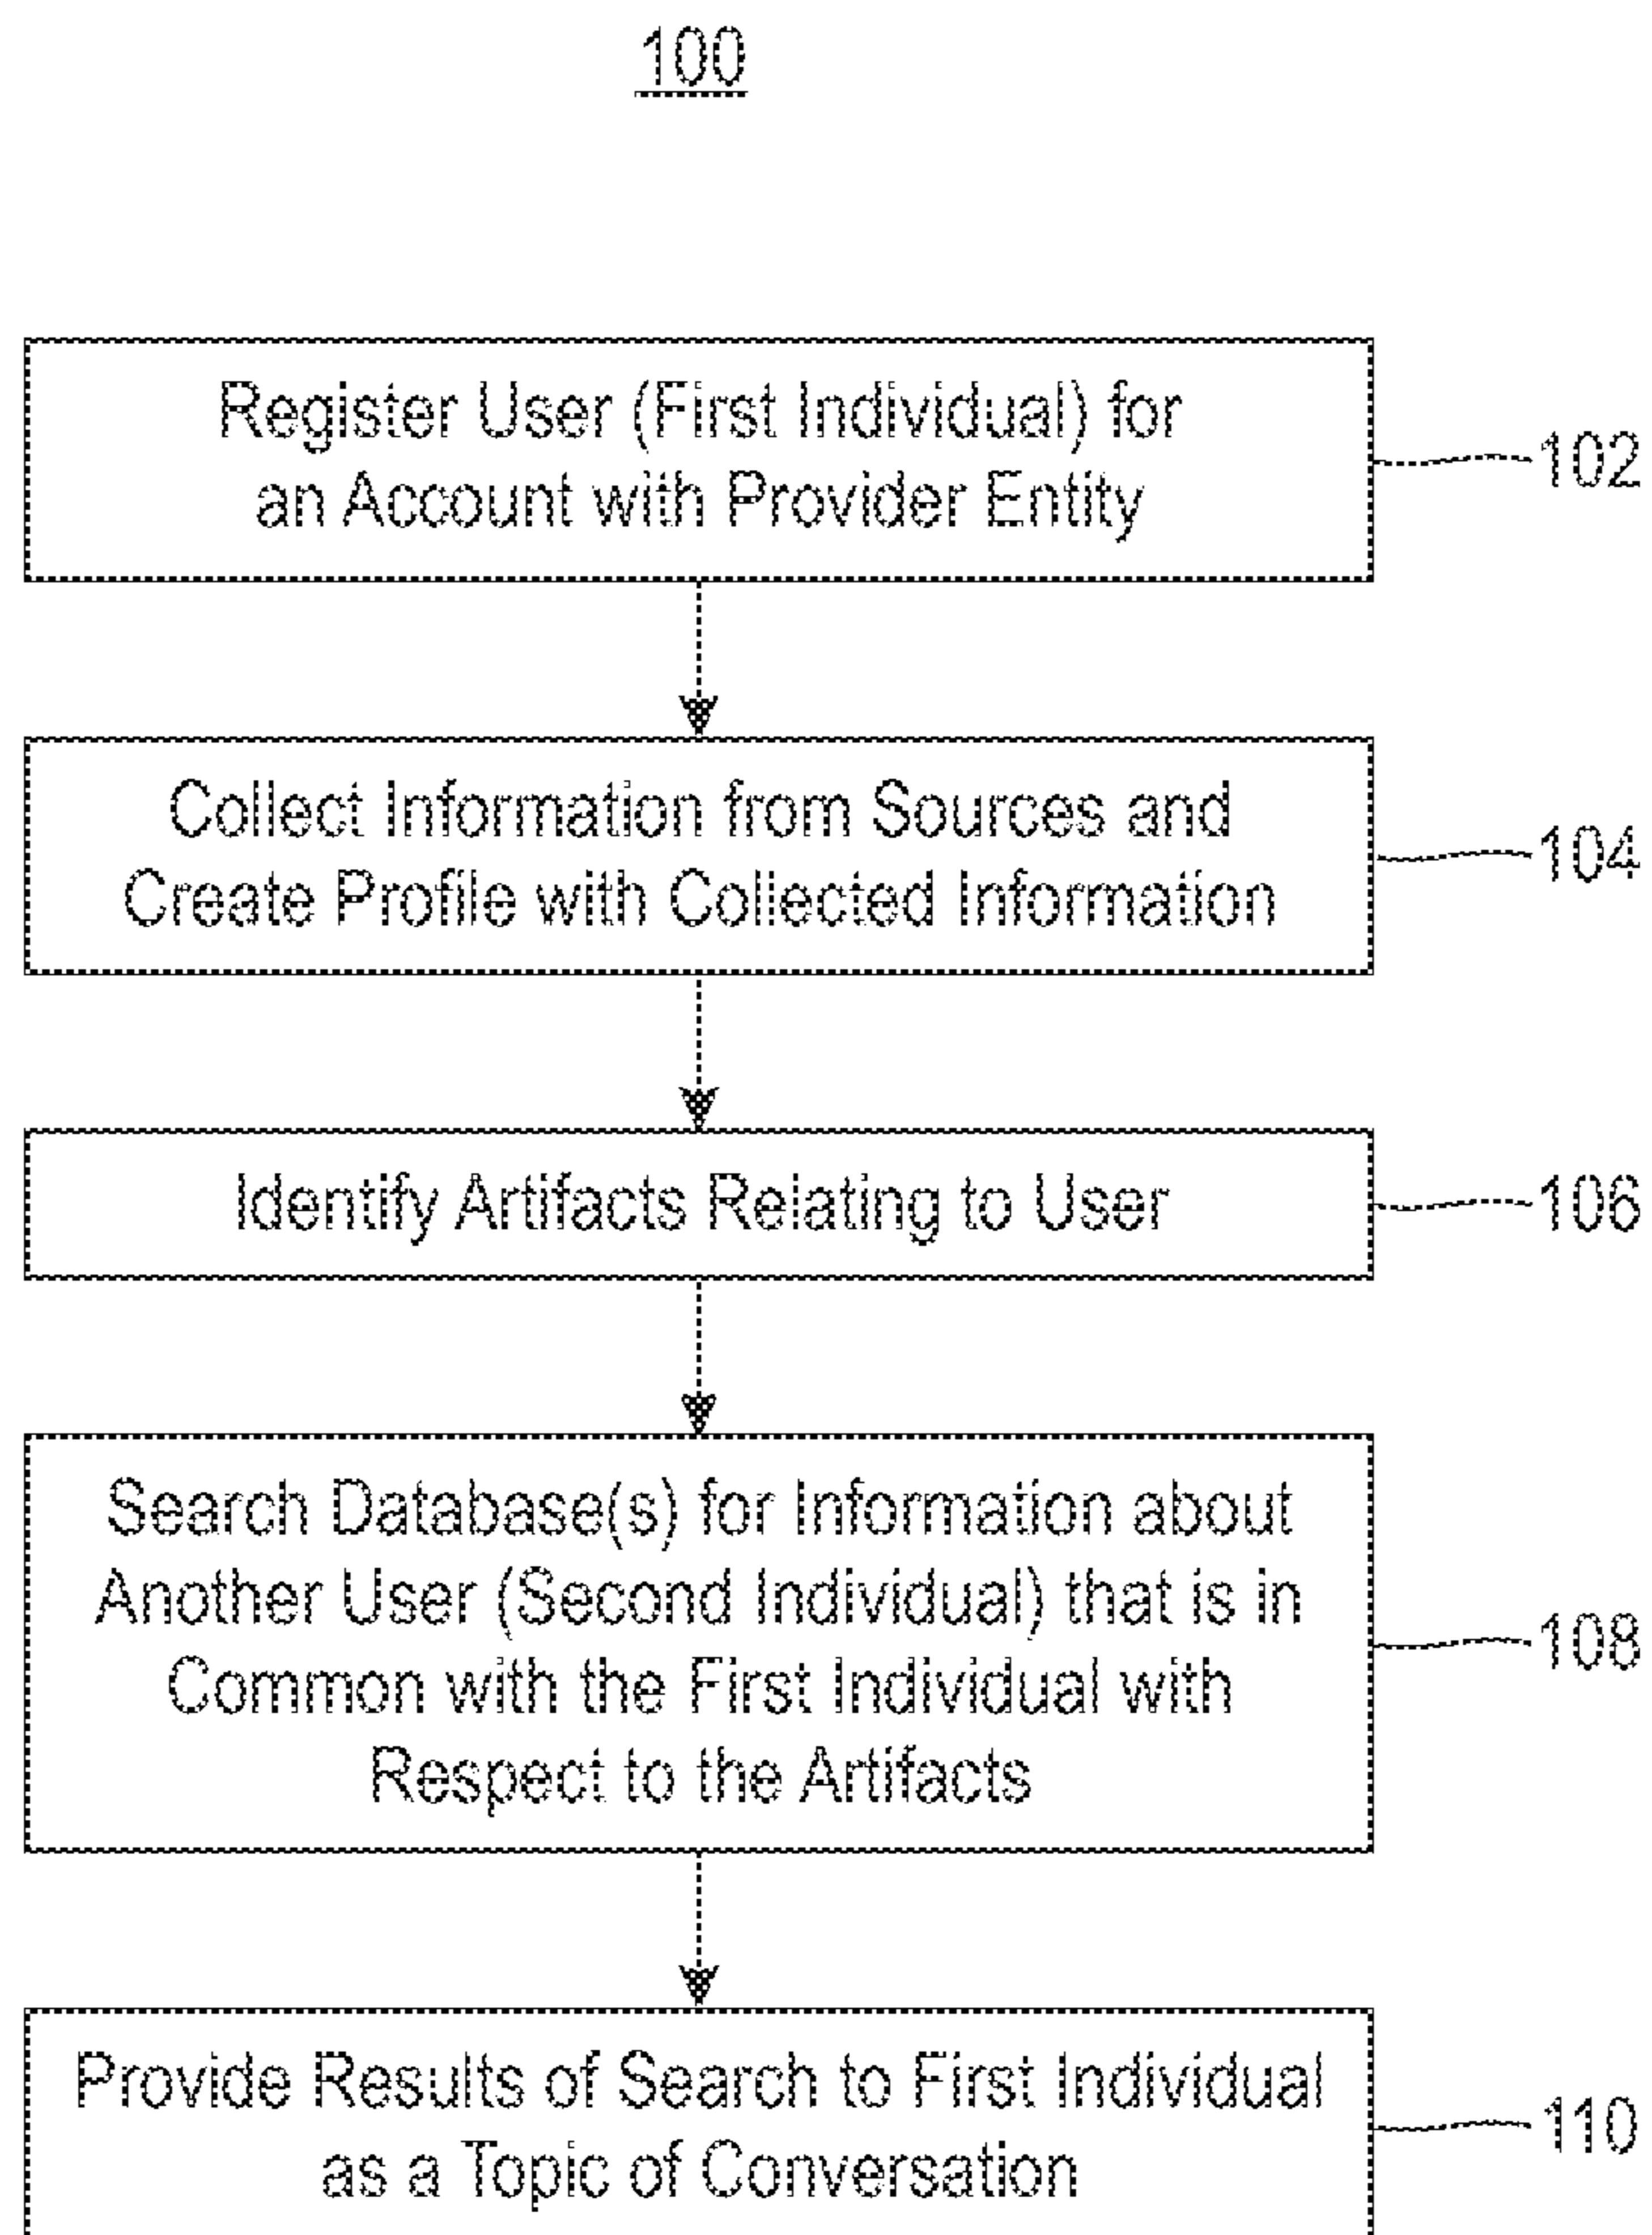 100
Register User (First Individual) for
an Account with Provider Entity
102
Collect Information from Sources and
Create Profile with Collected Information
104
Identify Artifacts Relating to User
106
Search Database(s) for Information about
Another User (Second Individual) that is in
Common with the First Individual with
Respect to the Artifacts
108
Provide Results of Search to First Individual
as a Topic of Conversation
110